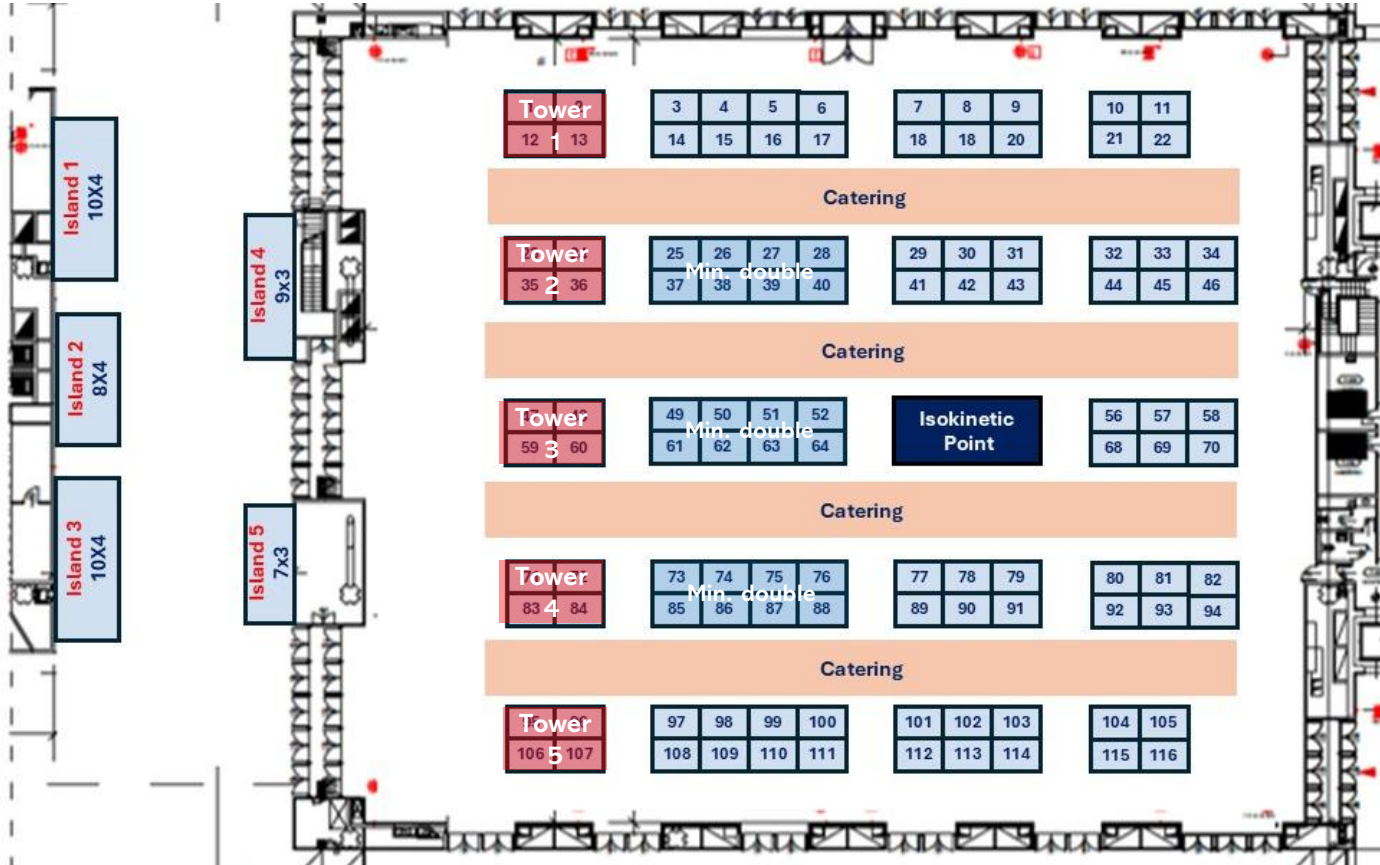 Tower
1
12 13
3 4 5 6
14 15 16 17
7 8 9
18 18 20
10 11
21 22
Catering
Island 1
10X4
Island 4
9x3
Tower
2
35 36
25 26 27 28
Min. double
37 38 39 40
29 30 31
41 42 43
32 33 34
44 45 46
Catering
Island 2
8X4
Tower
3
59 60
49 50 51 52
Min. double
61 62 63 64
Isokinetic
Point
56 57 58
68 69 70
Catering
Island 3
10X4
Island 5
7x3
Tower
4
83 84
73 74 75 76
Min. double
85 86 87 88
77 78 79
89 90 91
80 81 82
92 93 94
Catering
Tower
5
106 107
97 98 99 100
108 109 110 111
101 102 103
112 113 114
104 105
115 116